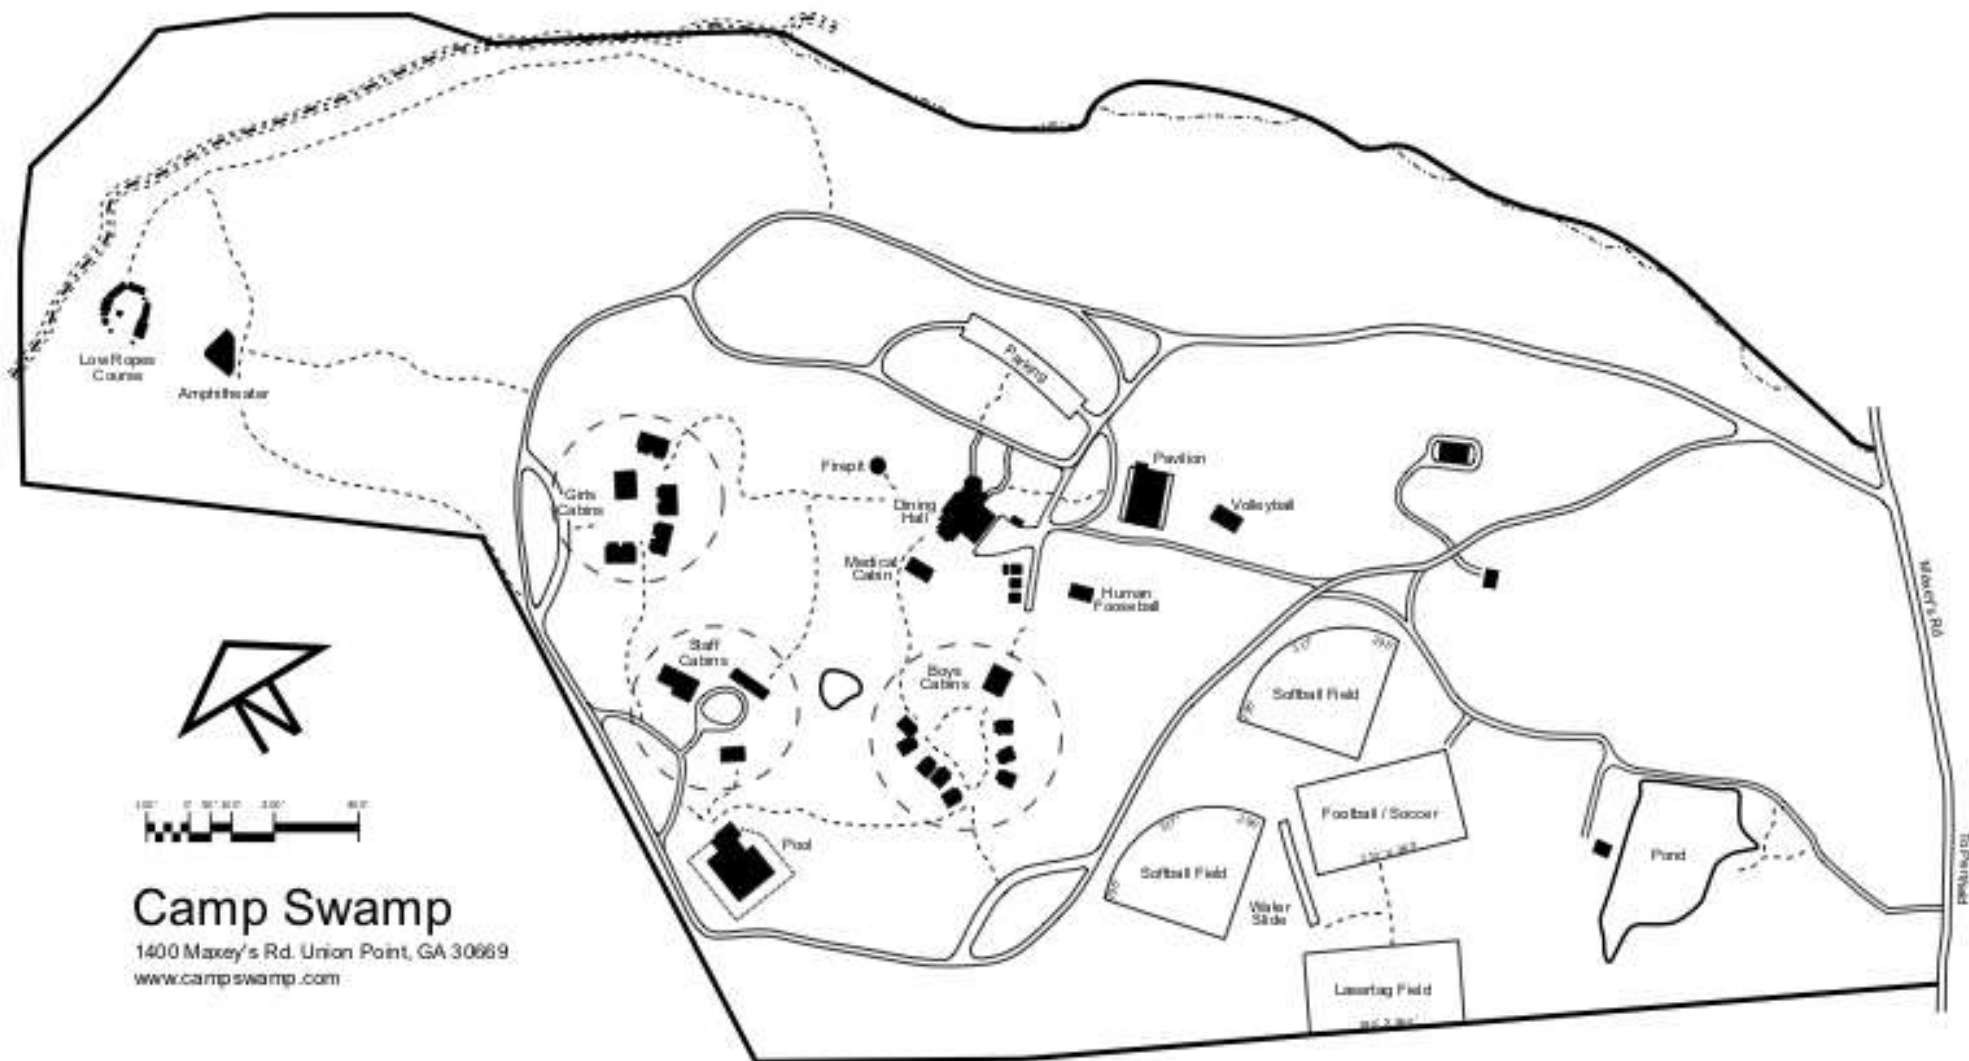 Low Ropes
Course
Amphitheater
Parking
Girls
Cabins
Firepit
Dining
Hall
Pavilion
Volleyball
Medical
Cabin
Human
Fooseball
Staff
Cabins
Boys
Cabins
Softball Field
Football / Soccer
Softball Field
Water
Slide
Pool
Pond
Lasertag Field
Maxey's Rd
Camp Swamp
1400 Maxey's Rd. Union Point, GA 30669
www.campswamp.com